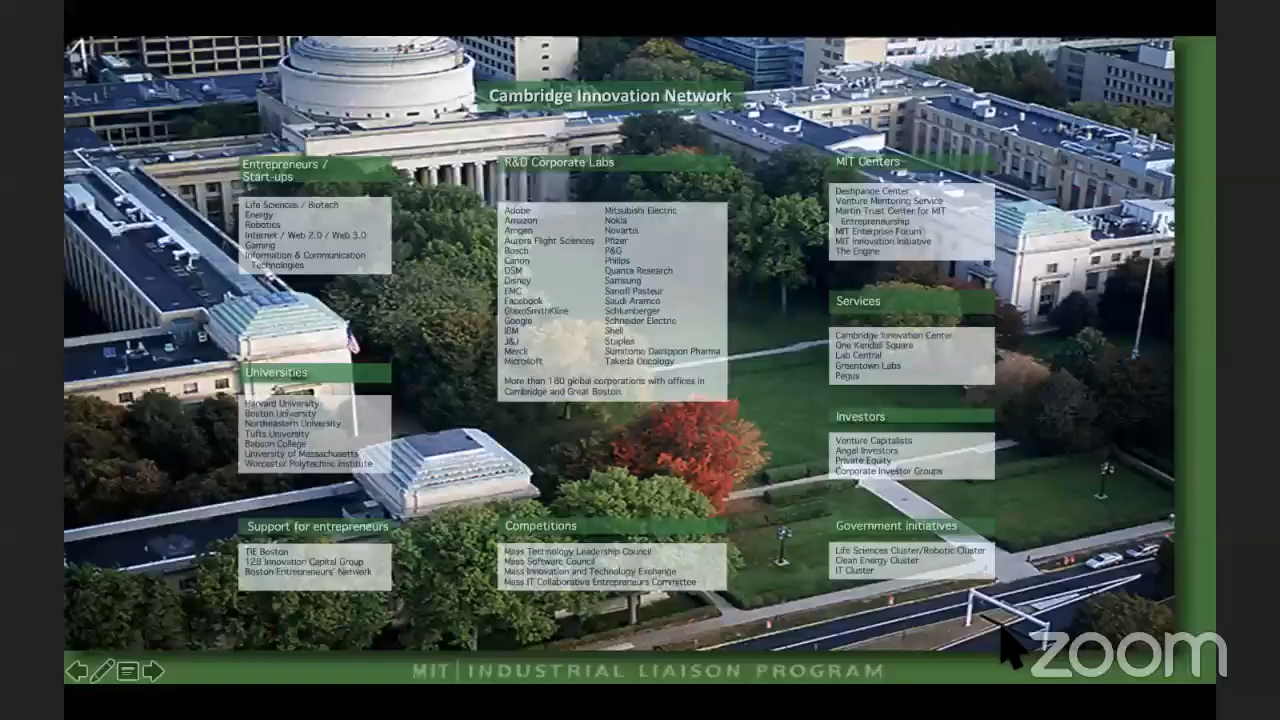 Cambridge Innovation Network
Entrepreneurs /
Start-ups
Life Sciences / Biotech
Energy
Robotics
Internet / Web 2.0 / Web 3.0
Gaming
Information & Communication
Technologies
Universities
Harvard University
Boston University
Northeastern University
Tufts University
Babson College
University of Massachusetts
Worcester Polytechnic Institute
Support for entrepreneurs
TiE Boston
128 Innovation Capital Group
Boston Entrepreneurs' Network
R&D Corporate Labs
Adobe
Amazon
Amgen
Aurora Flight Sciences
Bosch
Canon
DSM
Disney
EMC
Facebook
GlaxoSmithKline
Google
IBM
J&J
Merck
Microsoft
Mitsubishi Electric
Nokia
Novartis
Pfizer
P&G
Philips
Quanta Research
Samsung
Sanofi Pasteur
Saudi Aramco
Schlumberger
Schneider Electric
Shell
Staples
Sumitomo Dainippon Pharma
Takeda Oncology
More than 180 global corporations with offices in
Cambridge and Great Boston.
Competitions
Mass Technology Leadership Council
Mass Software Council
Mass Innovation and Technology Exchange
Mass IT Collaborative Entrepreneurs Committee
MIT Centers
Deshpande Center
Venture Mentoring Service
Martin Trust Center for MIT
Entrepreneurship
MIT Enterprise Forum
MIT Innovation Initiative
The Engine
Services
Cambridge Innovation Center
One Kendall Square
Lab Central
Greentown Labs
Pegus
Investors
Venture Capitalists
Angel Investors
Private Equity
Corporate Investor Groups
Government initiatives
Life Sciences Cluster/Robotic Cluster
Clean Energy Cluster
IT Cluster
MIT | INDUSTRIAL LIAISON PROGRAM
zoom